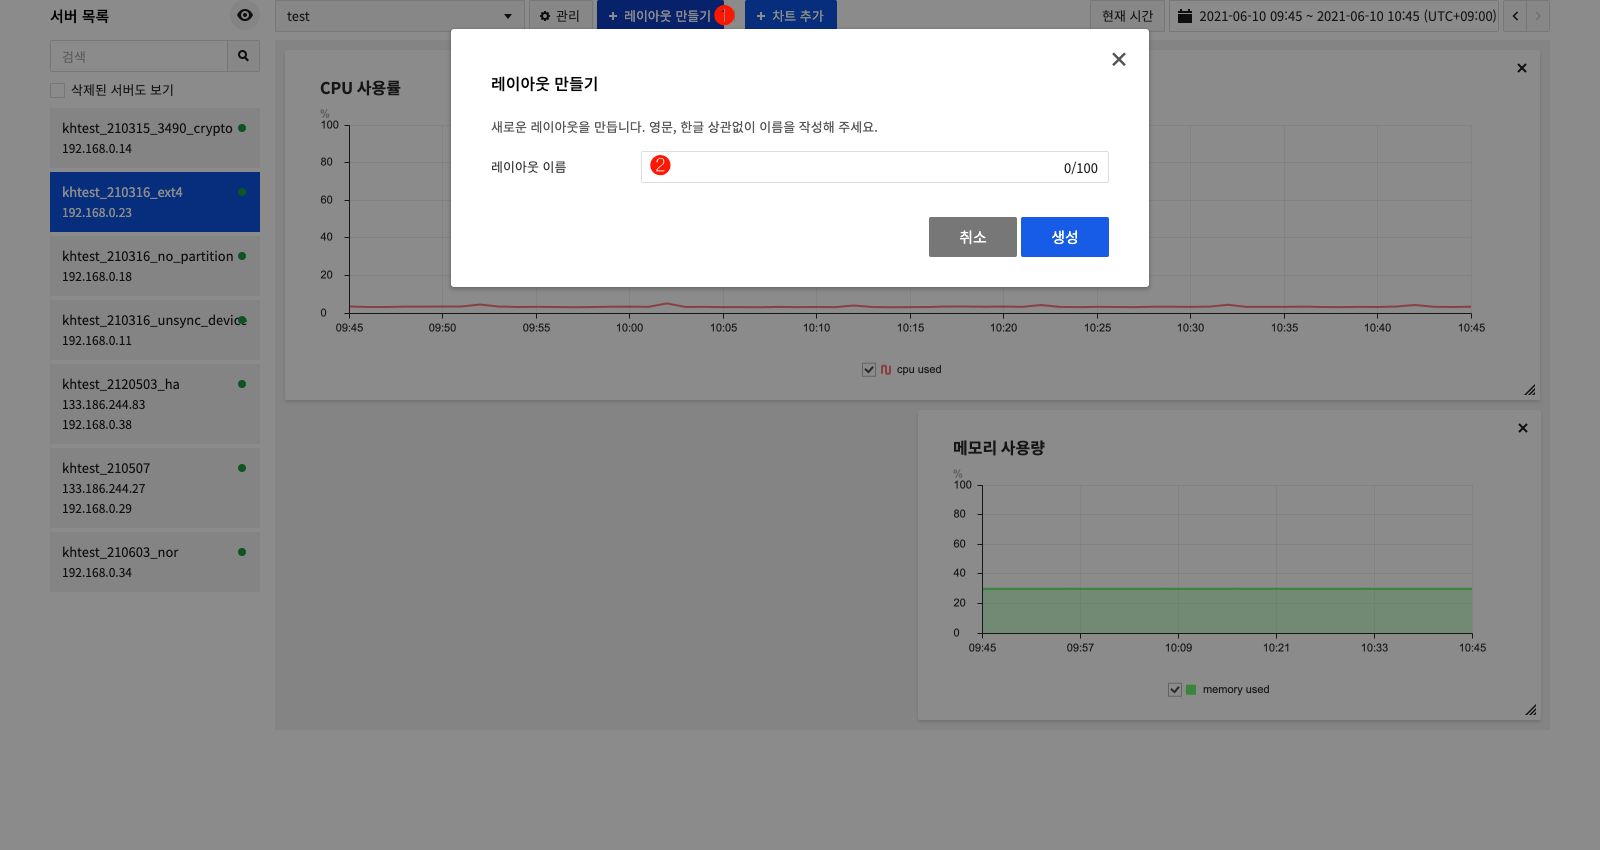 서버 목록
검색
삭제된 서버도 보기
khtest_210315_3490_crypto
192.168.0.14
khtest_210316_ext4
192.168.0.23
khtest_210316_no_partition
192.168.0.18
khtest_210316_unsync_device
192.168.0.11
khtest_2120503_ha
133.186.244.83
192.168.0.38
khtest_210507
133.186.244.27
192.168.0.29
khtest_210603_nor
192.168.0.34
test
관리
+ 레이아웃 만들기 1
+ 차트 추가
현재 시간
2021-06-10 09:45 ~ 2021-06-10 10:45 (UTC+09:00)
레이아웃 만들기
새로운 레이아웃을 만듭니다. 영문, 한글 상관없이 이름을 작성해 주세요.
레이아웃 이름
2
0/100
취소
생성
CPU 사용률
%
100
80
60
40
20
0
09:45 09:50 09:55 10:00 10:05 10:10 10:15 10:20 10:25 10:30 10:35 10:40 10:45
cpu used
메모리 사용량
%
100
80
60
40
20
0
09:45 09:57 10:09 10:21 10:33 10:45
memory used